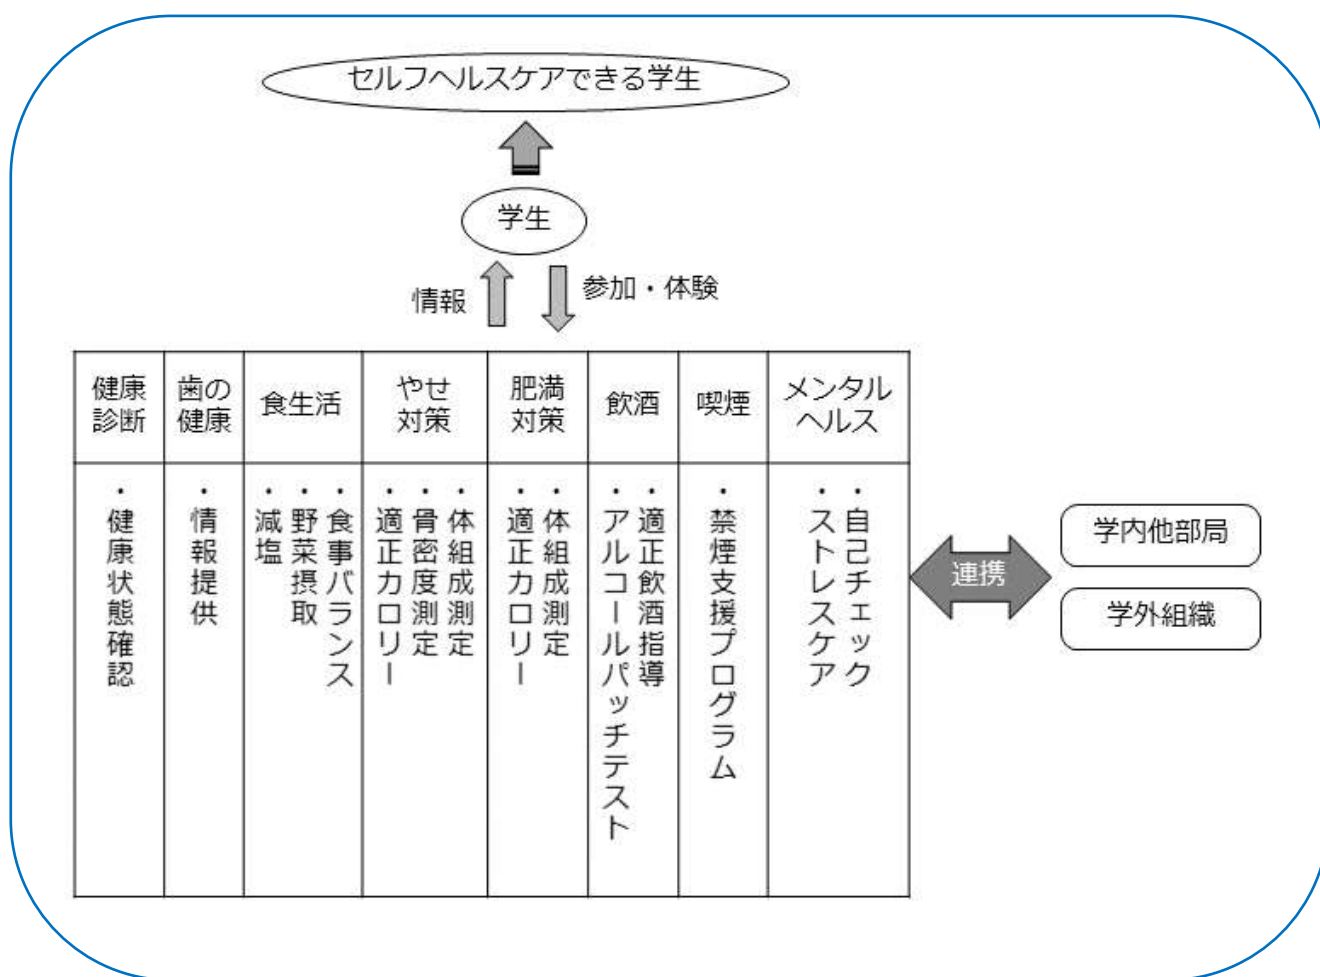 セルフヘルスケアできる学生
学生
情報
参加・体験
健康
診断
歯の
健康
食生活
やせ
対策
肥満
対策
飲酒
喫煙
メンタル
ヘルス
・健康状態確認
・情報提供
・食事バランス
・野菜摂取
・減塩
・体組成測定
・骨密度測定
・適正カロリー
・体組成測定
・適正カロリー
・適正飲酒指導
・アルコールパッチテスト
・禁煙支援プログラム
・自己チェック
・ストレスケア
連携
学内他部局
学外組織